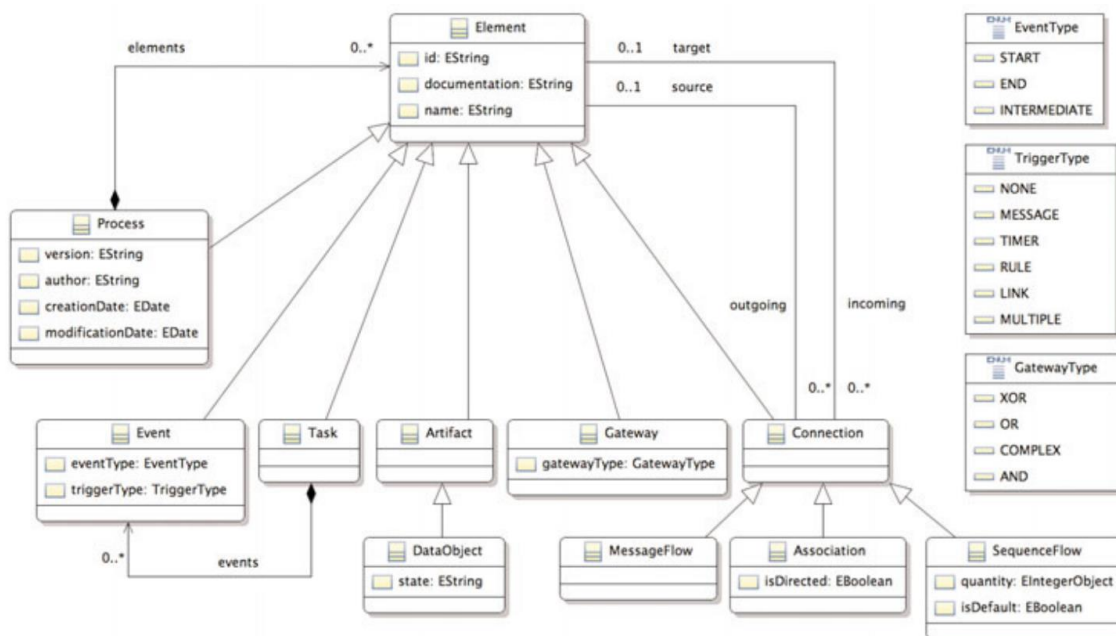 Element
id: EString
documentation: EString
name: EString
elements
0..*
0..1 target
0..1 source
EventType
START
END
INTERMEDIATE
TriggerType
NONE
MESSAGE
TIMER
RULE
LINK
MULTIPLE
Process
version: EString
author: EString
creationDate: EDate
modificationDate: EDate
outgoing
incoming
0..*
0..*
GatewayType
XOR
OR
COMPLEX
AND
Event
eventType: EventType
triggerType: TriggerType
Task
Artifact
Gateway
gatewayType: GatewayType
Connection
0..*
events
DataObject
state: EString
MessageFlow
Association
isDirected: EBoolean
SequenceFlow
quantity: EIntegerObject
isDefault: EBoolean